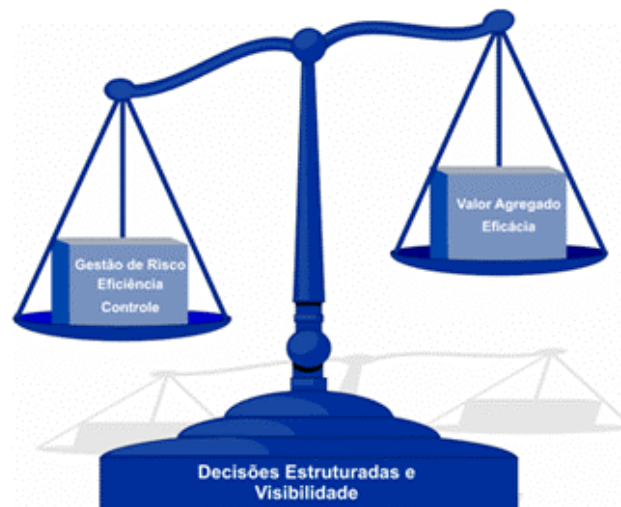 Valor Agregado
Eficácia
Gestão de Risco
Eficiência
Controle
Decisões Estruturadas e
Visibilidade